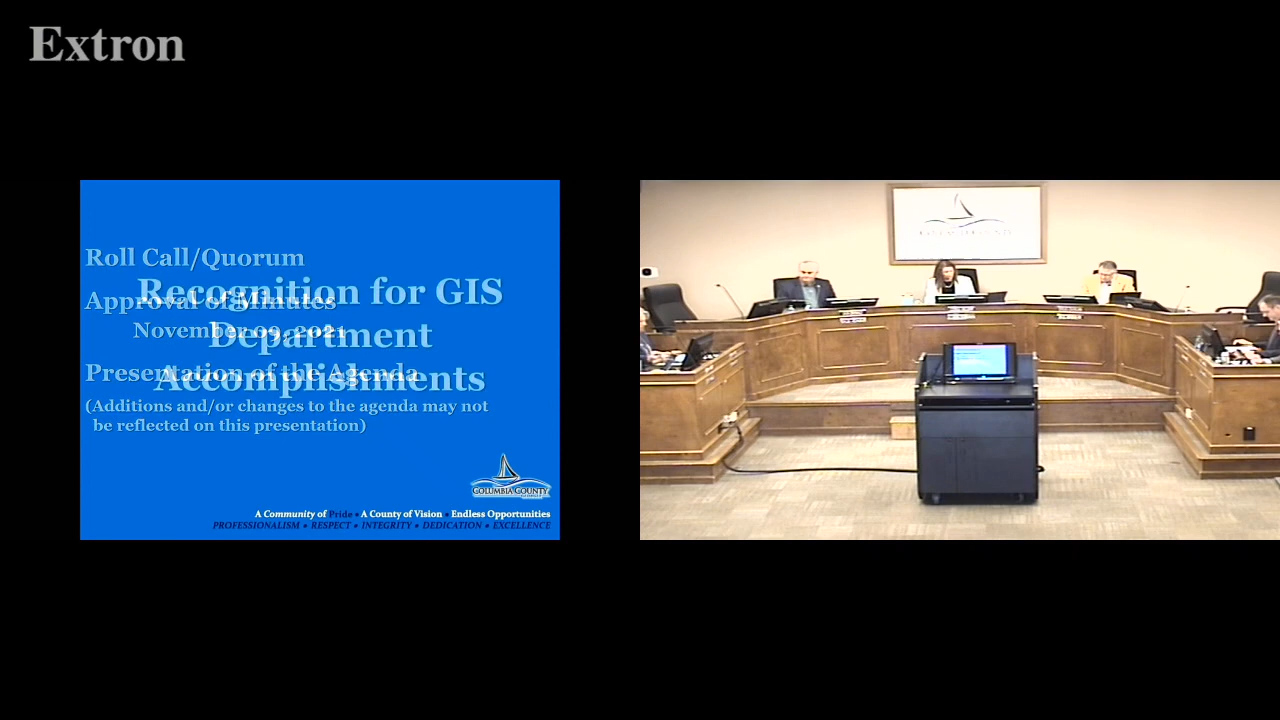 Extron
Roll Call/Quorum
Approval of Minutes
November 09, 2021
Presentation of the Agenda
(Additions and/or changes to the agenda may not
be reflected on this presentation)
Recognition for GIS
Department
Accomplishments
COLUMBIA COUNTY
A Community of Pride • A County of Vision • Endless Opportunities
PROFESSIONALISM • RESPECT • INTEGRITY • DEDICATION • EXCELLENCE